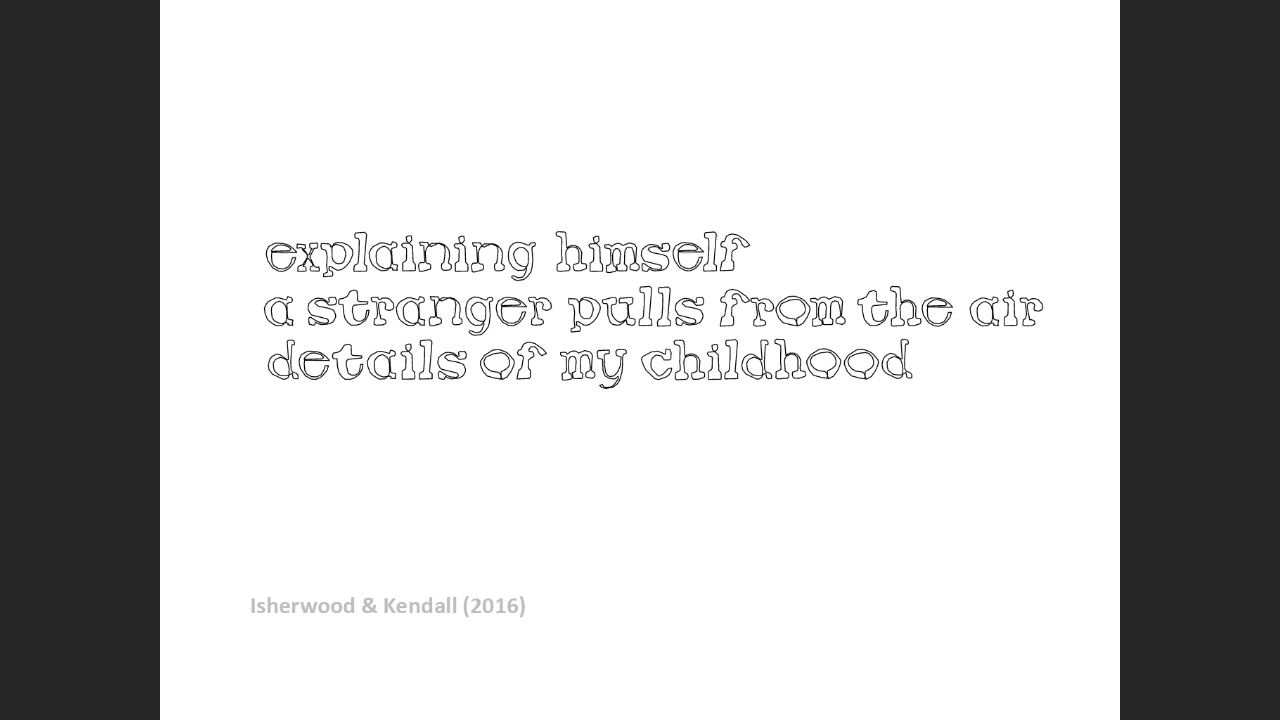 explaining himself
a stranger pulls from the air
details of my childhood
Isherwood & Kendall (2016)